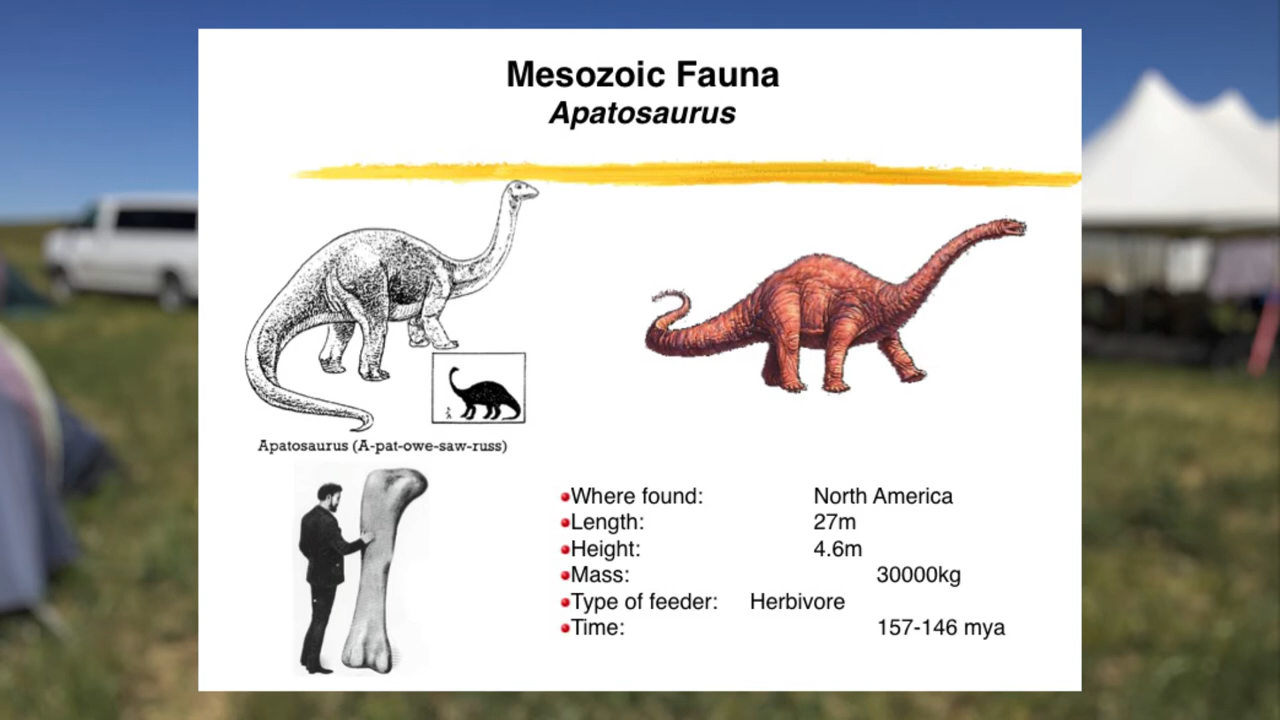 Mesozoic Fauna
Apatosaurus
Apatosaurus (A-pat-owe-saw-russ)
Where found: North America
Length: 27m
Height: 4.6m
Mass: 30000kg
Type of feeder: Herbivore
Time: 157-146 mya